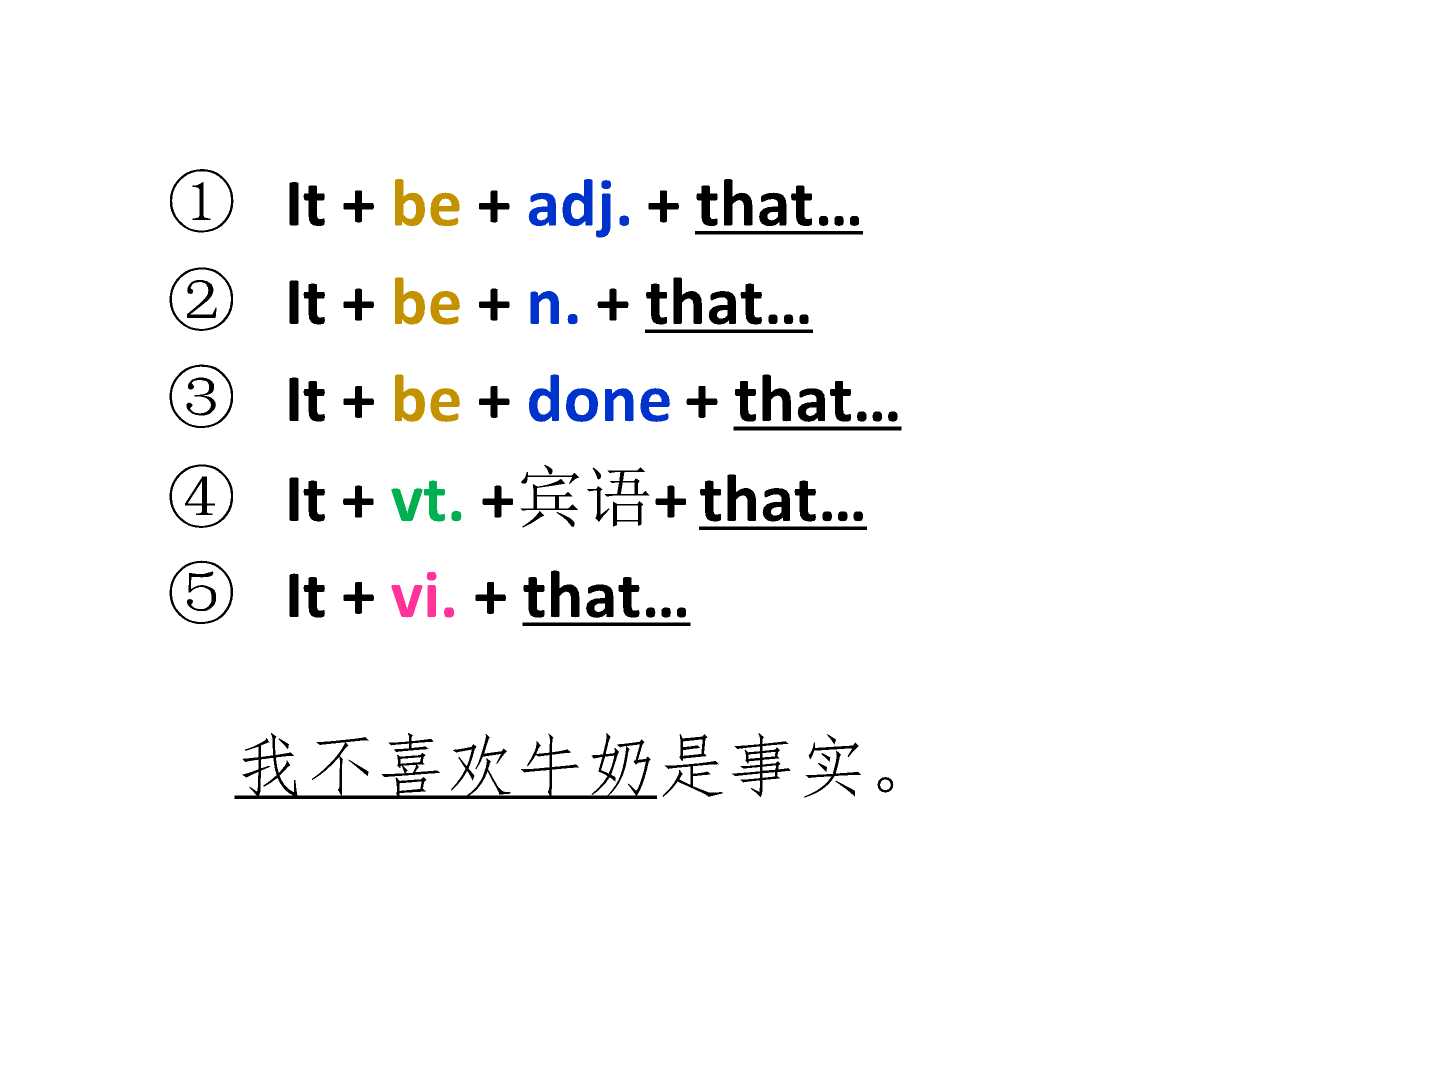 ① It + be + adj. + that…
② It + be + n. + that…
③ It + be + done + that…
④ It + vt. +宾语+ that…
⑤ It + vi. + that…
我不喜欢牛奶是事实。